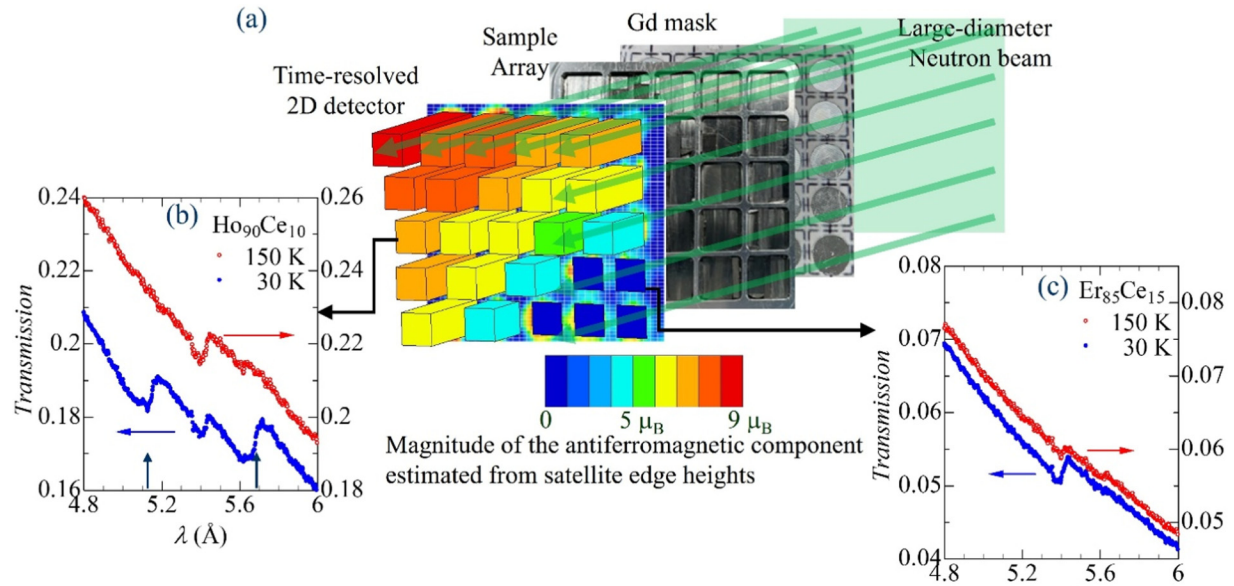 (a)
Gd mask
Large-diameter
Neutron beam
Sample
Array
Time-resolved
2D detector
(b)
Ho₉₀Ce₁₀
150 K
30 K
Transmission
0.24
0.22
0.2
0.18
0.16
0.26
0.24
0.22
0.2
0.18
4.8
5.2
5.6
6
λ (Å)
0
5 μB
9 μB
Magnitude of the antiferromagnetic component
estimated from satellite edge heights
(c)
Er₈₅Ce₁₅
150 K
30 K
Transmission
0.08
0.07
0.06
0.05
0.04
0.08
0.07
0.06
0.05
4.8
5.2
5.6
6